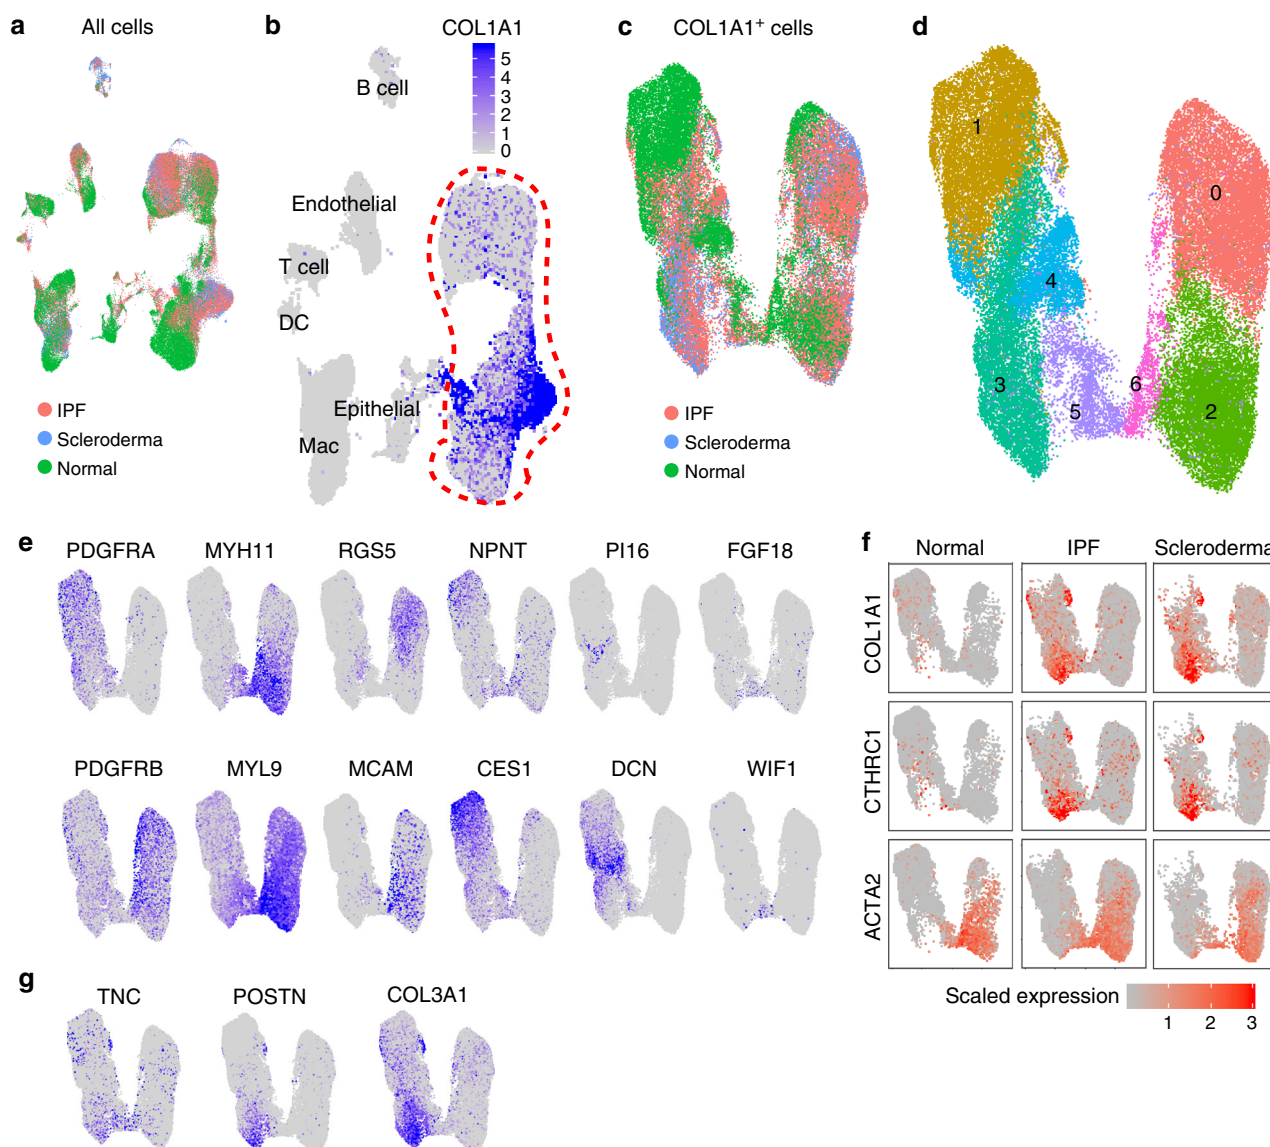 a All cells
IPF
Scleroderma
Normal
b COL1A1
5
4
3
2
1
0
B cell
Endothelial
T cell
DC
Epithelial
Mac
c COL1A1⁺ cells
IPF
Scleroderma
Normal
d
1
0
4
3
5
6
2
e
PDGFRA MYH11 RGS5 NPNT PI16 FGF18
PDGFRB MYL9 MCAM CES1 DCN WIF1
f
Normal IPF Scleroderma
COL1A1
CTHRC1
ACTA2
Scaled expression
1 2 3
g
TNC POSTN COL3A1